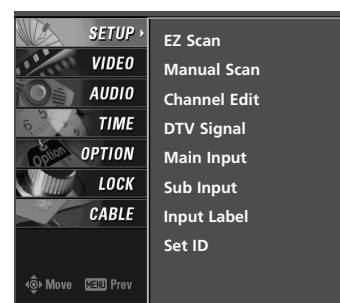 SETUP
VIDEO
AUDIO
TIME
OPTION
LOCK
CABLE
Move MENU Prev
EZ Scan
Manual Scan
Channel Edit
DTV Signal
Main Input
Sub Input
Input Label
Set ID